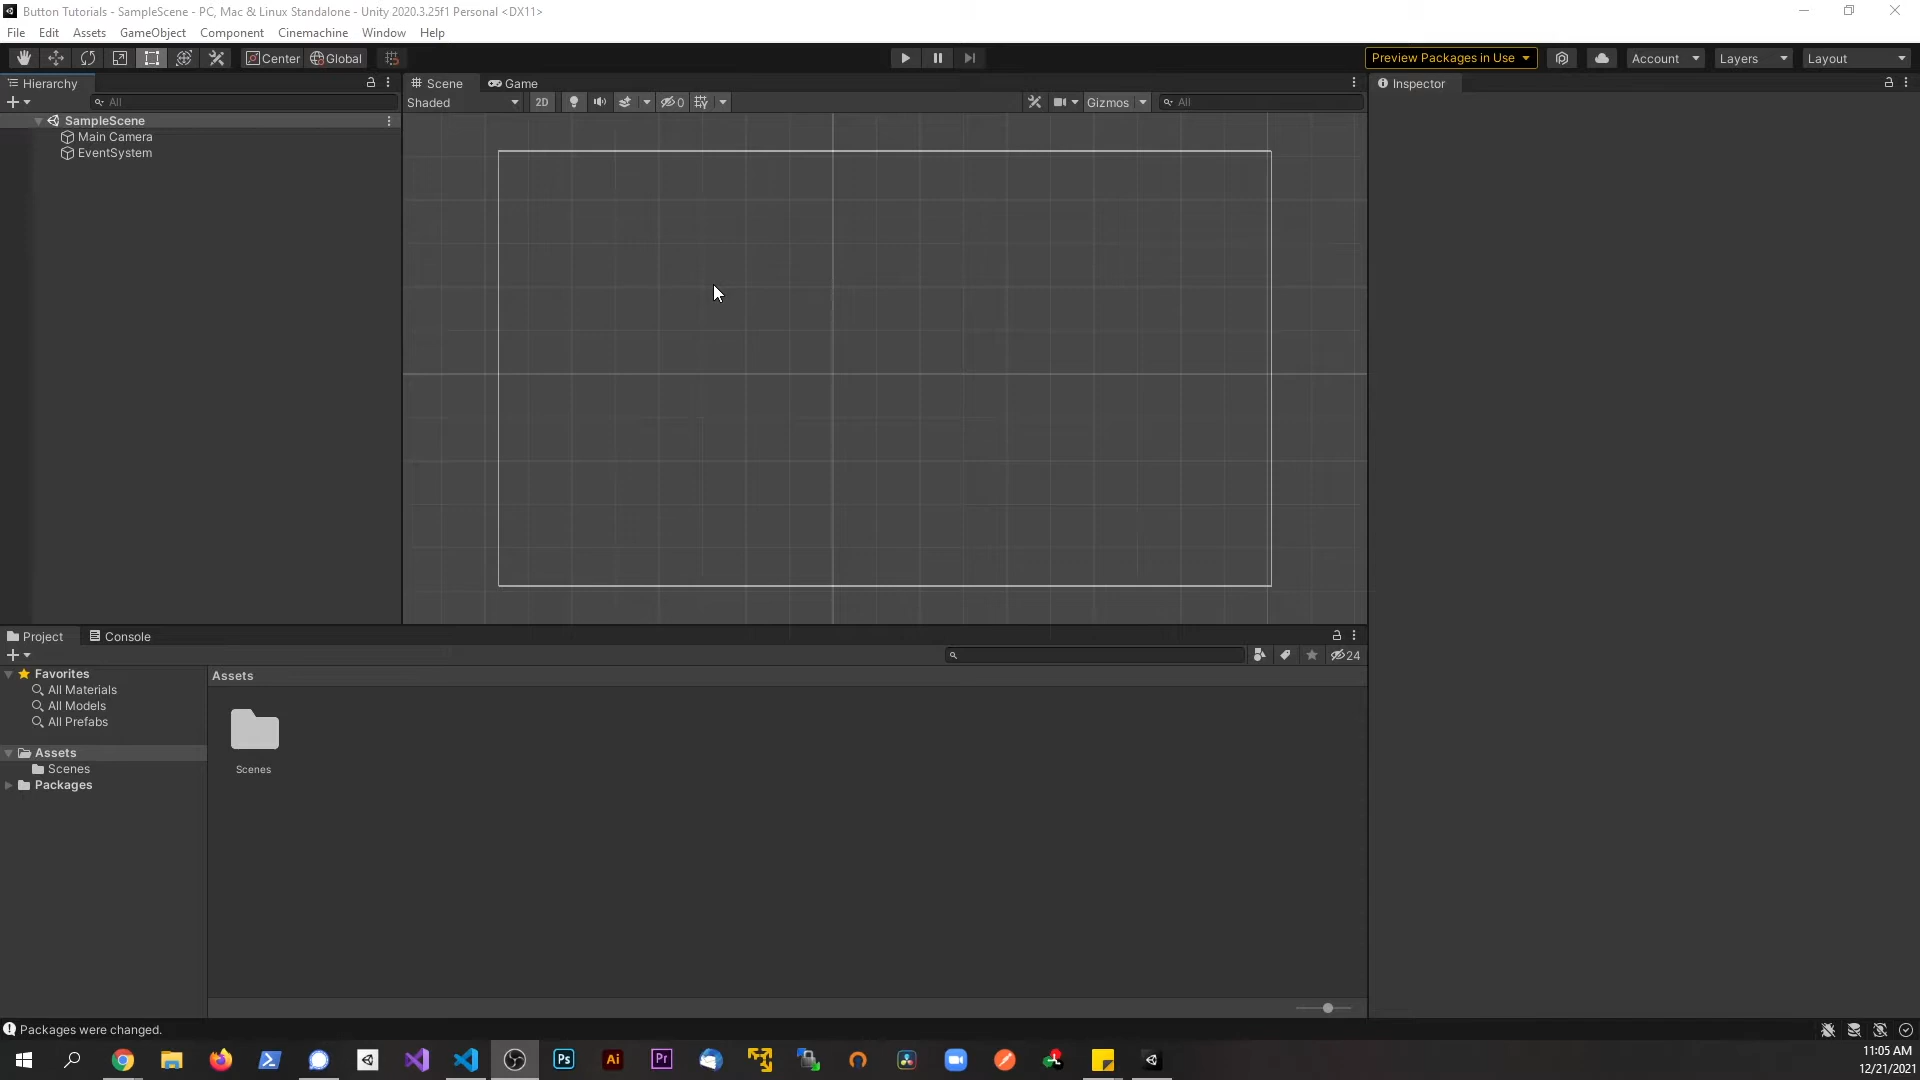 Button Tutorials - SampleScene - PC, Mac & Linux Standalone - Unity 2020.3.25f1 Personal <DX11>
File Edit Assets GameObject Component Cinemachine Window Help
Center Global Preview Packages in Use Account Layers Layout
Hierarchy Scene Game Inspector
All Shaded 2D 0 Gizmos All
SampleScene
Main Camera
EventSystem
Project Console
24
Favorites Assets
All Materials
All Models
All Prefabs
Assets
Scenes Scenes
Packages
Packages were changed.
Ps Ai Pr
11:05 AM
12/21/2021